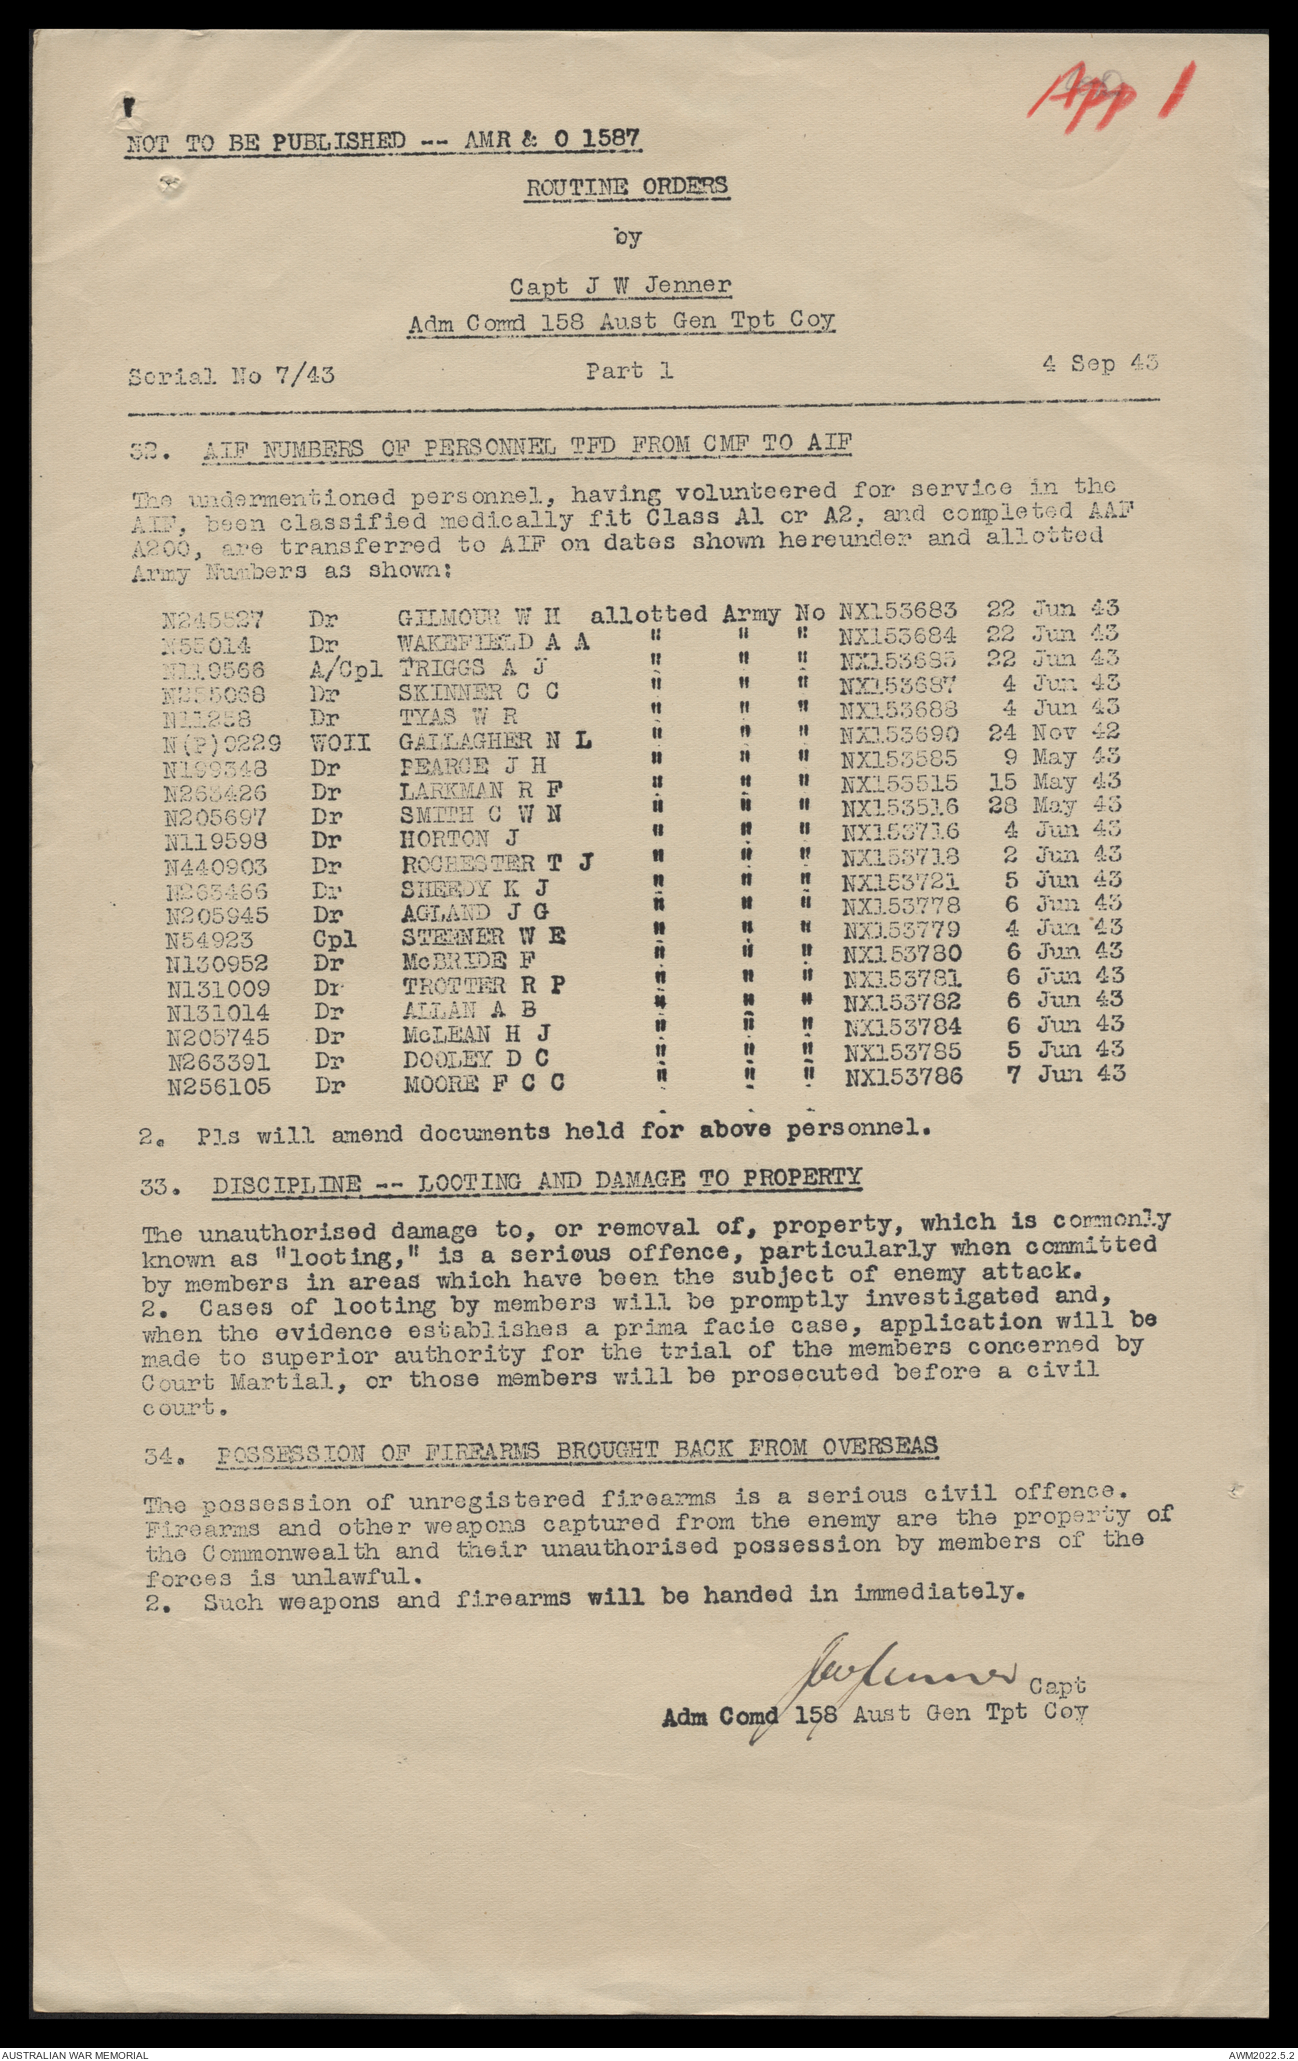 App 1
NOT TO BE PUBLISHED -- AMR & O 1587
ROUTINE ORDERS
by
Capt J W Jenner
Adm Comd 158 Aust Gen Tpt Coy
Serial No 7/43 Part 1 4 Sep 43
32. AIF NUMBERS OF PERSONNEL TFD FROM CMF TO AIF
The undermentioned personnel, having volunteered for service in the
AIF, been classified medically fit Class A1 or A2, and completed AAF
A200, are transferred to AIF on dates shown hereunder and allotted
Army Numbers as shown:
N245527 Dr GILMOUR W H allotted Army No NX153683 22 Jun 43
N55014 Dr WAKEFIELD A A " " " NX153684 22 Jun 43
N119566 A/Cpl TRIGGS A J " " " NX153685 22 Jun 43
N255068 Dr SKINNER C C " " " NX153687 4 Jun 43
N11258 Dr TYAS W R " " " NX153688 4 Jun 43
N(P)0229 WOII GALLAGHER N L " " " NX153690 24 Nov 42
N199348 Dr PEARCE J H " " " NX153585 9 May 43
N263426 Dr LARKMAN R F " " " NX153515 15 May 43
N205697 Dr SMITH C W N " " " NX153516 28 May 43
N119598 Dr HORTON J " " " NX153716 4 Jun 43
N440903 Dr ROCHESTER T J " " " NX153718 2 Jun 43
N263466 Dr SHEEDY K J " " " NX153721 5 Jun 43
N205945 Dr AGLAND J G " " " NX153778 6 Jun 43
N54923 Cpl STENNER W E " " " NX153779 4 Jun 43
N130952 Dr McBRIDE F " " " NX153780 6 Jun 43
N131009 Dr TROTTER R P " " " NX153781 6 Jun 43
N131014 Dr ALLAN A B " " " NX153782 6 Jun 43
N205745 Dr McLEAN H J " " " NX153784 6 Jun 43
N263391 Dr DOOLEY D C " " " NX153785 5 Jun 43
N256105 Dr MOORE F C C " " " NX153786 7 Jun 43
2. Pls will amend documents held for above personnel.
33. DISCIPLINE -- LOOTING AND DAMAGE TO PROPERTY
The unauthorised damage to, or removal of, property, which is commonly
known as "looting," is a serious offence, particularly when committed
by members in areas which have been the subject of enemy attack.
2. Cases of looting by members will be promptly investigated and,
when the evidence establishes a prima facie case, application will be
made to superior authority for the trial of the members concerned by
Court Martial, or those members will be prosecuted before a civil
court.
34. POSSESSION OF FIREARMS BROUGHT BACK FROM OVERSEAS
The possession of unregistered firearms is a serious civil offence.
Firearms and other weapons captured from the enemy are the property of
the Commonwealth and their unauthorised possession by members of the
forces is unlawful.
2. Such weapons and firearms will be handed in immediately.
JWJenner Capt
Adm Comd 158 Aust Gen Tpt Coy
AUSTRALIAN WAR MEMORIAL AWM2022.5.2